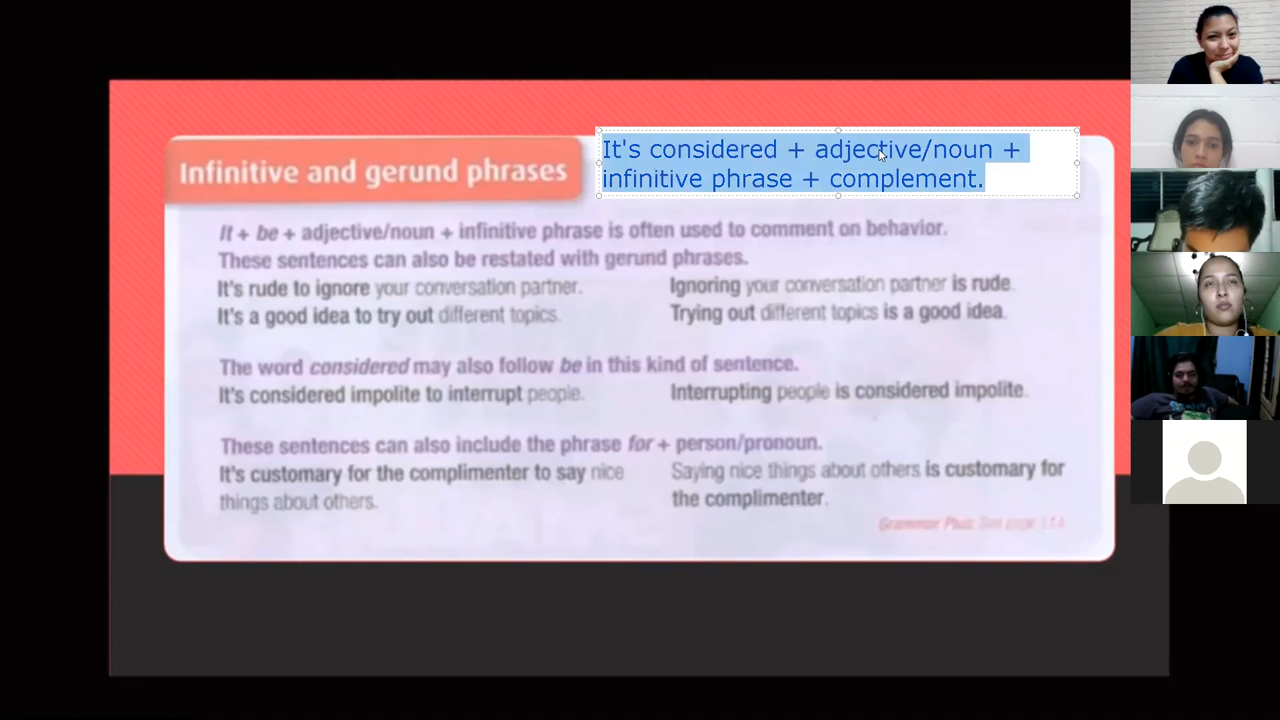 It's considered + adjective/noun +
infinitive phrase + complement.
Infinitive and gerund phrases
It + be + adjective/noun + infinitive phrase is often used to comment on behavior.
These sentences can also be restated with gerund phrases.
It's rude to ignore your conversation partner. Ignoring your conversation partner is rude.
It's a good idea to try out different topics. Trying out different topics is a good idea.
The word considered may also follow be in this kind of sentence.
It's considered impolite to interrupt people. Interrupting people is considered impolite.
These sentences can also include the phrase for + person/pronoun.
It's customary for the complimenter to say nice
things about others.
Saying nice things about others is customary for
the complimenter.
Grammar Plus: See page 114